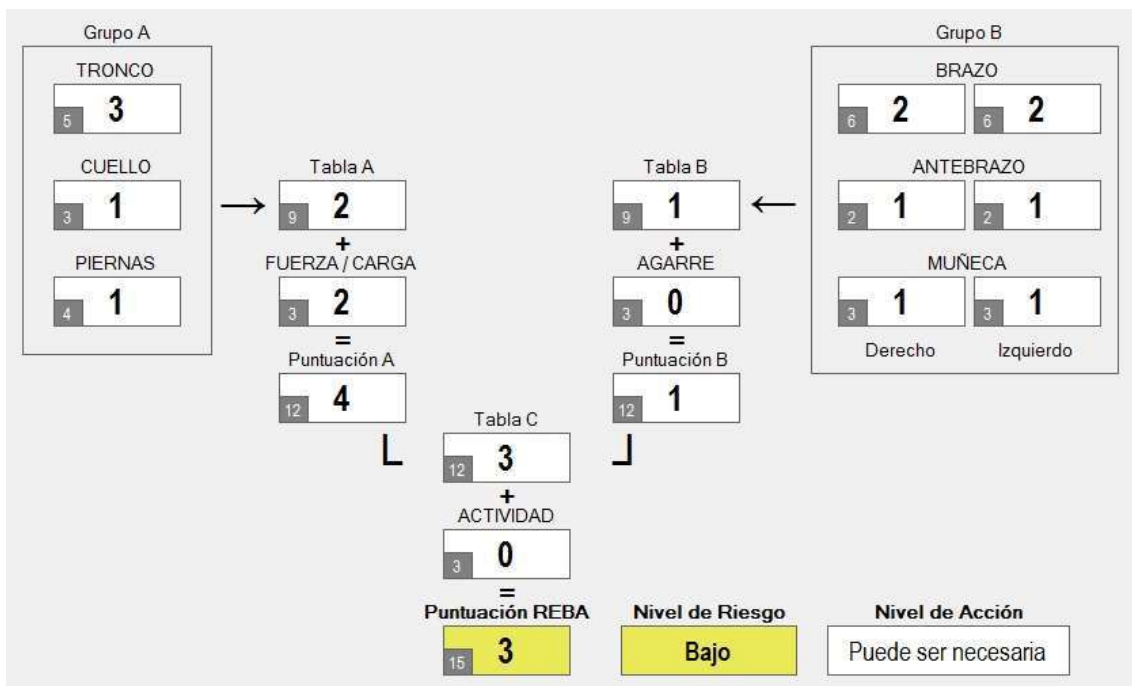 Grupo A
TRONCO
5 3
CUELLO
3 1
PIERNAS
4 1
Tabla A
9 2
+
FUERZA / CARGA
3 2
=
Puntuación A
12 4
Grupo B
BRAZO
6 2 6 2
ANTEBRAZO
2 1 2 1
MUÑECA
3 1 3 1
Derecho Izquierdo
Tabla B
9 1
+
AGARRE
3 0
=
Puntuación B
12 1
Tabla C
12 3
+
ACTIVIDAD
3 0
=
Puntuación REBA
15 3
Nivel de Riesgo
Bajo
Nivel de Acción
Puede ser necesaria